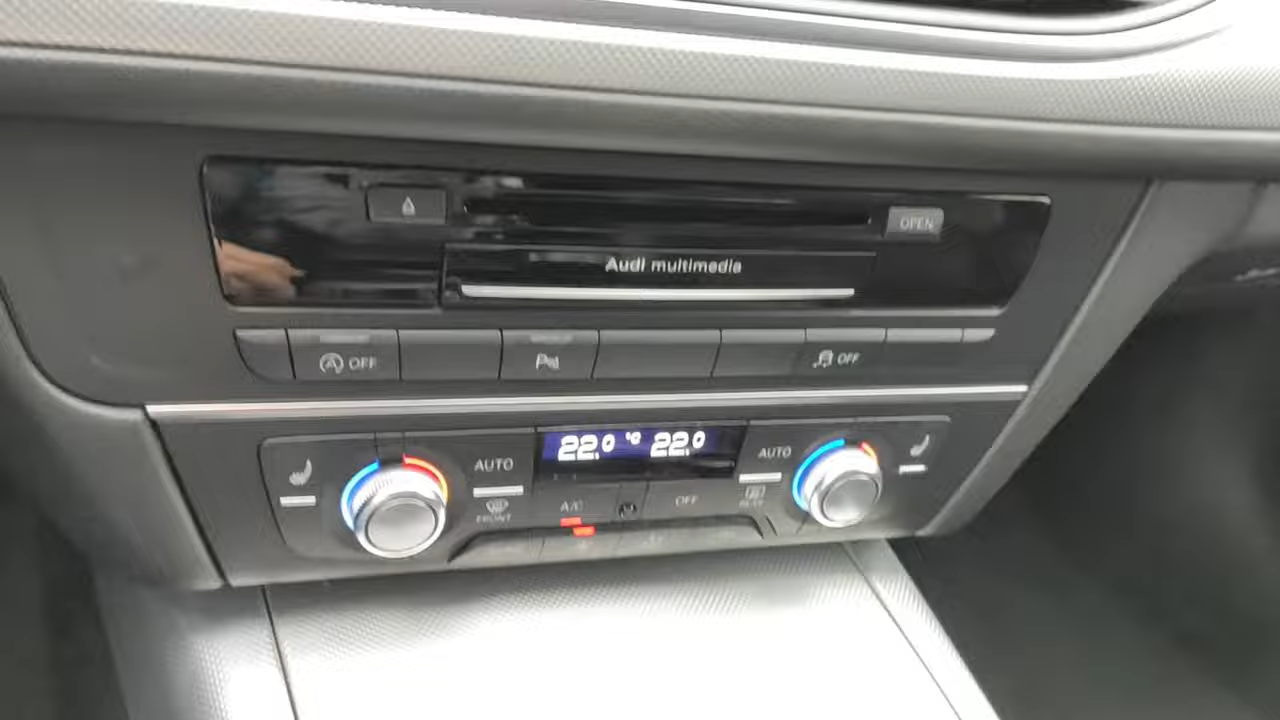 OPEN
Audi multimedia
OFF
OFF
22.0 °C 22.0
AUTO
AUTO
FRONT
A/C
OFF
REAR